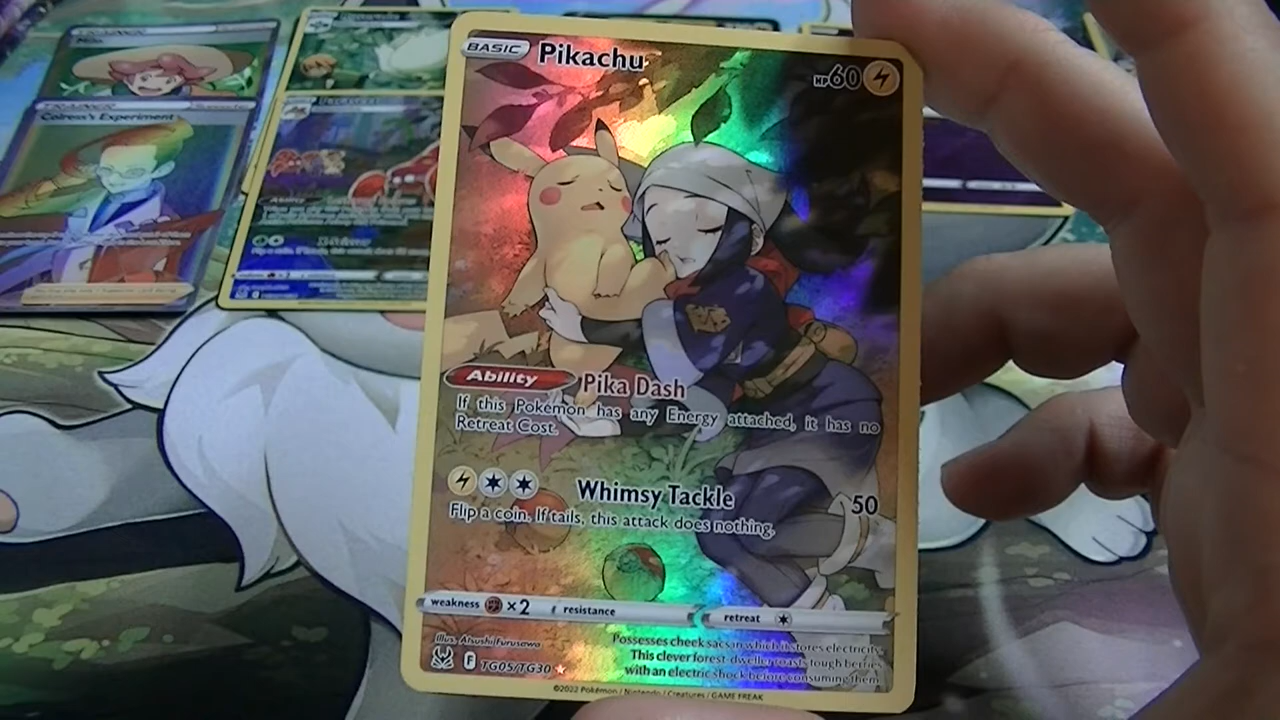 TRAINER
TRAINER
Colress's Experiment
Ability
BASIC Pikachu HP60
Ability Pika Dash
If this Pokémon has any Energy attached, it has no
Retreat Cost.
Whimsy Tackle 50
Flip a coin. If tails, this attack does nothing.
weakness ×2 resistance retreat
Illus. Atsushi Furusawa
Possesses cheek sacs in which it stores electricity.
This clever forest-dweller roasts tough berries
with an electric shock before consuming them.
F TG05/TG30
©2022 Pokémon / Nintendo / Creatures / GAME FREAK